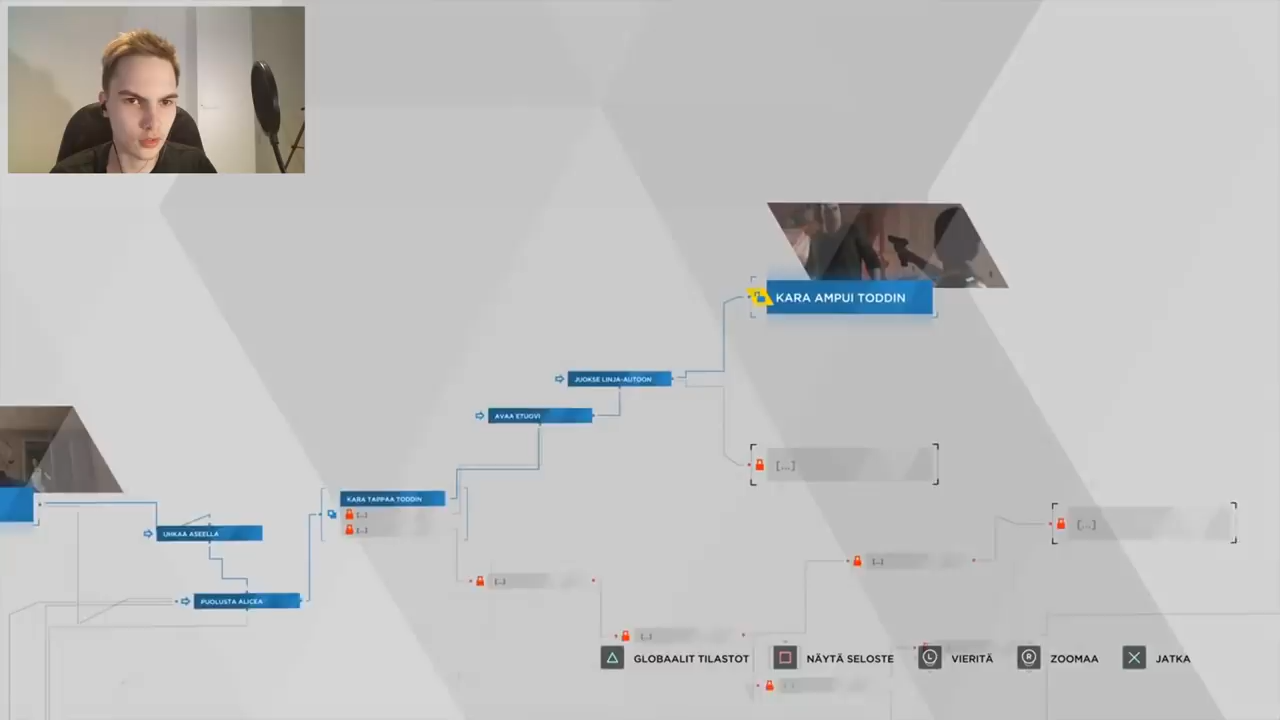 KARA AMPUI TODDIN
JUOKSE LINJA-AUTOON
AVAA ETUOVI
[...]
KARA TAPPAA TODDIN
[...]
[...]
[...]
UHKAA ASEELLA
[...]
[...]
PUOLUSTA ALICEA
[...]
GLOBAALIT TILASTOT
NÄYTÄ SELOSTE
L VIERITÄ
R ZOOMAA
JATKA